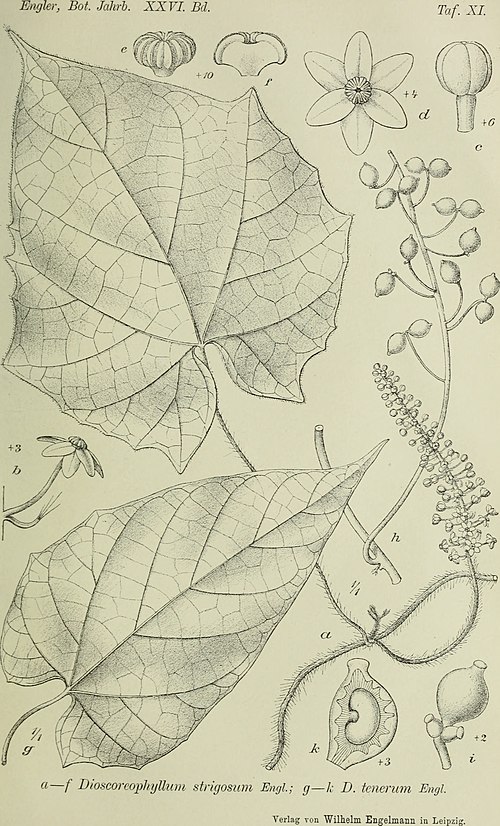 Engler, Bot. Jahrb. XXVI. Bd.
Taf. XI.
e
+10
f
+4
d
+6
c
+3
b
h
1/1
a
1/1
g
k
+3
+2
i
a—f Dioscoreophyllum strigosum Engl.; g—k D. tenerum Engl.
Verlag von Wilhelm Engelmann in Leipzig.